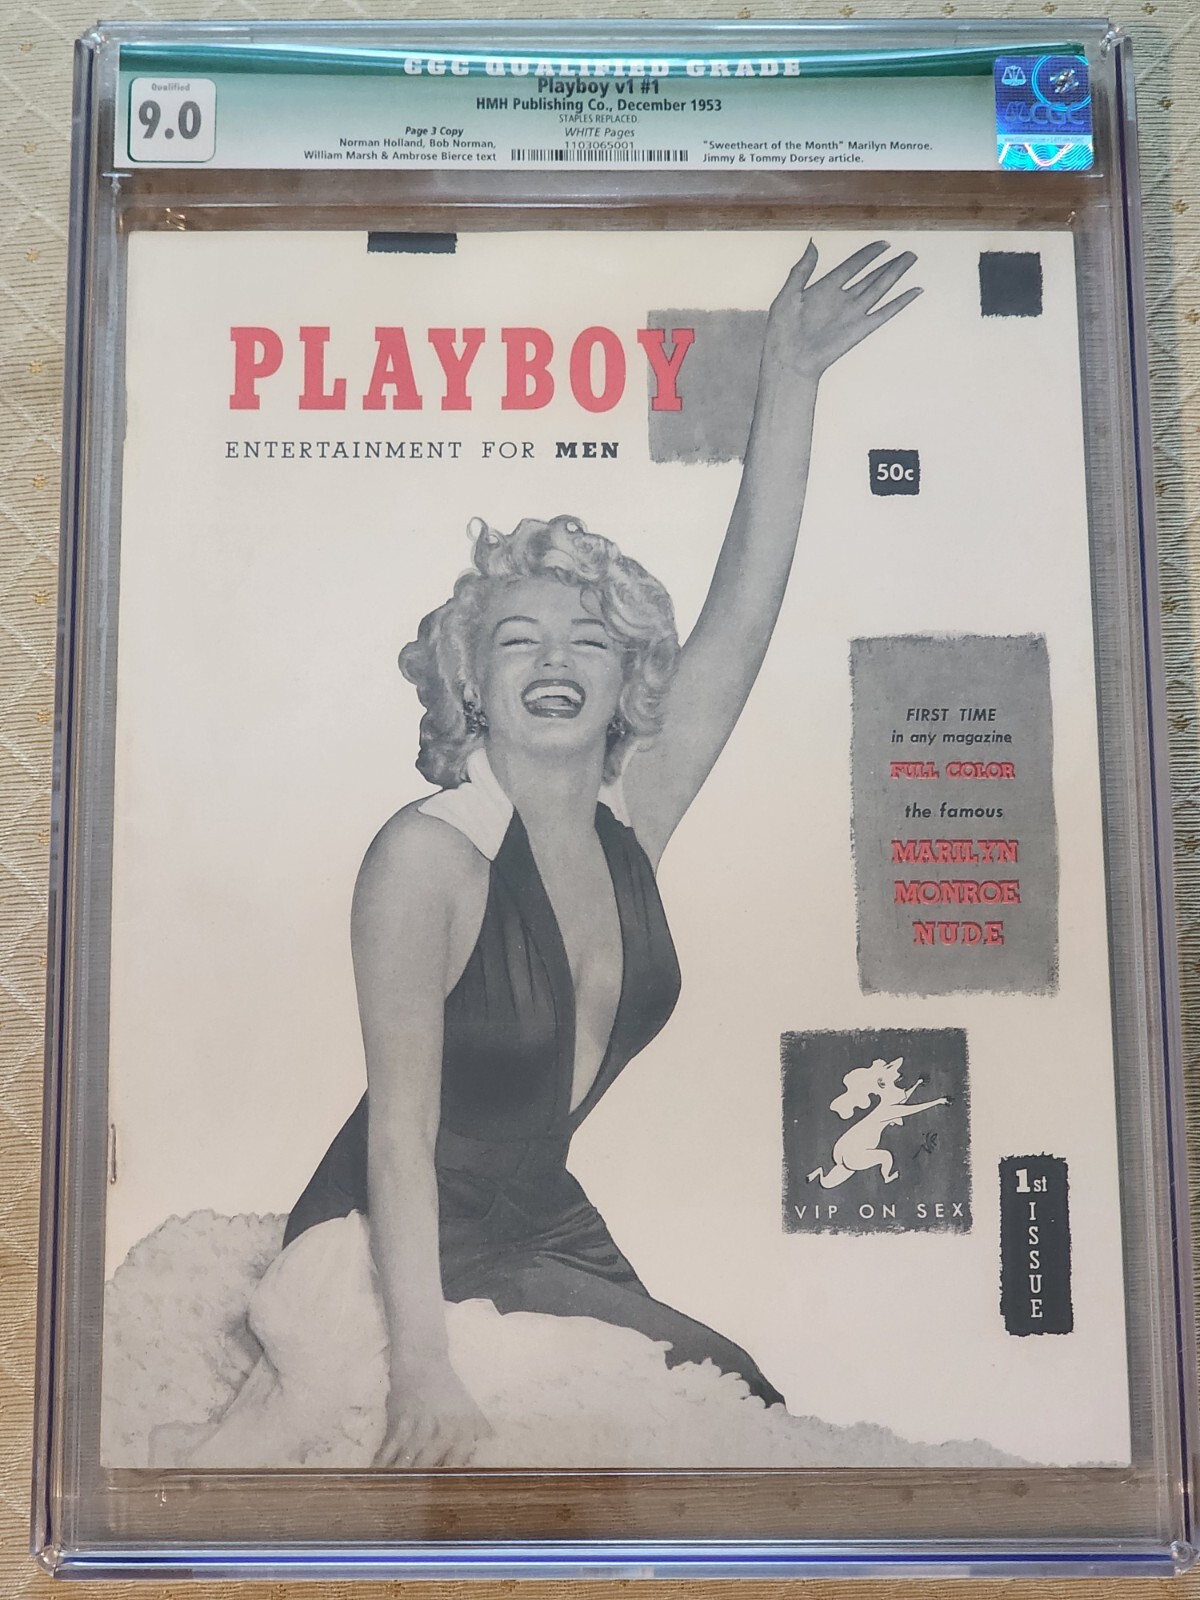 CGC QUALIFIED GRADE
Qualified
9.0
Playboy v1 #1
HMH Publishing Co., December 1953
STAPLES REPLACED.
WHITE Pages
1103065001
Page 3 Copy
Norman Holland, Bob Norman,
William Marsh & Ambrose Bierce text
"Sweetheart of the Month" Marilyn Monroe.
Jimmy & Tommy Dorsey article.
CGC
PLAYBOY
ENTERTAINMENT FOR MEN
50c
FIRST TIME
in any magazine
FULL COLOR
the famous
MARILYN
MONROE
NUDE
VIP ON SEX
1st
ISSUE